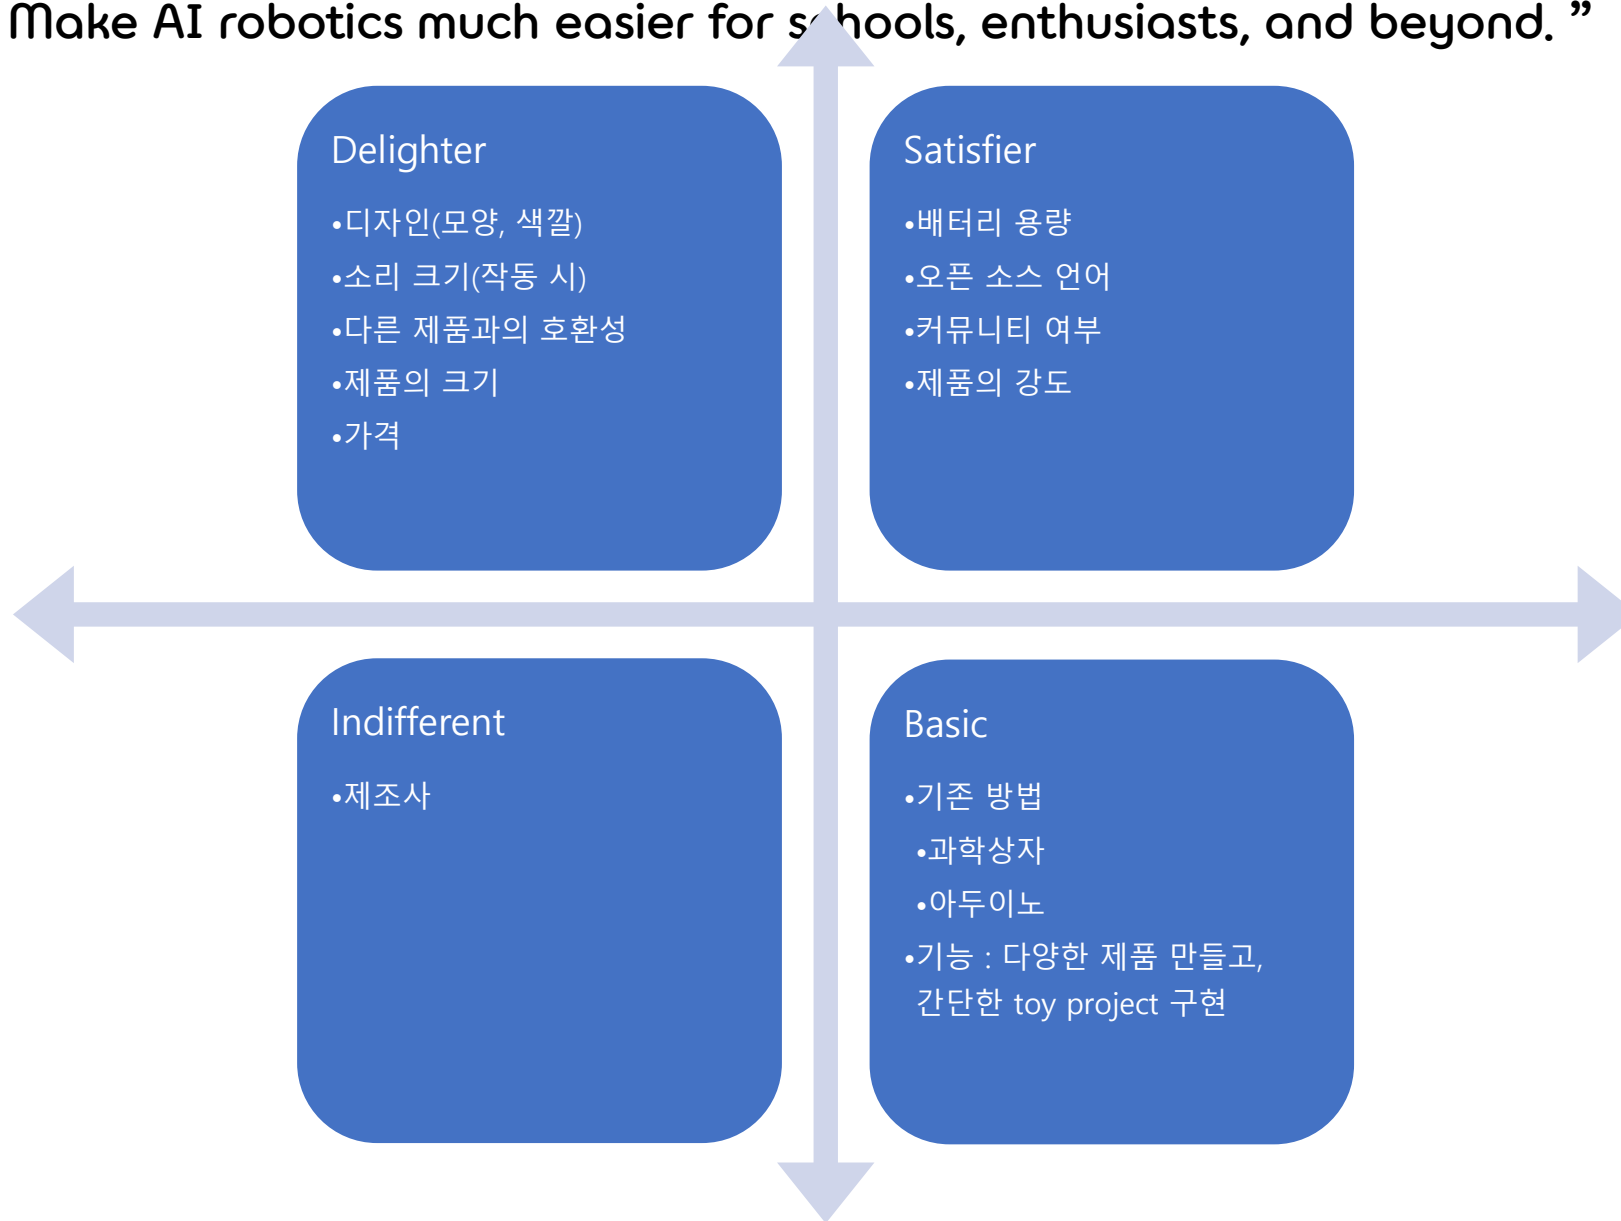 Make AI robotics much easier for schools, enthusiasts, and beyond. ”
Delighter
•디자인(모양, 색깔)
•소리 크기(작동 시)
•다른 제품과의 호환성
•제품의 크기
•가격
Satisfier
•배터리 용량
•오픈 소스 언어
•커뮤니티 여부
•제품의 강도
Indifferent
•제조사
Basic
•기존 방법
•과학상자
•아두이노
•기능 : 다양한 제품 만들고,
간단한 toy project 구현